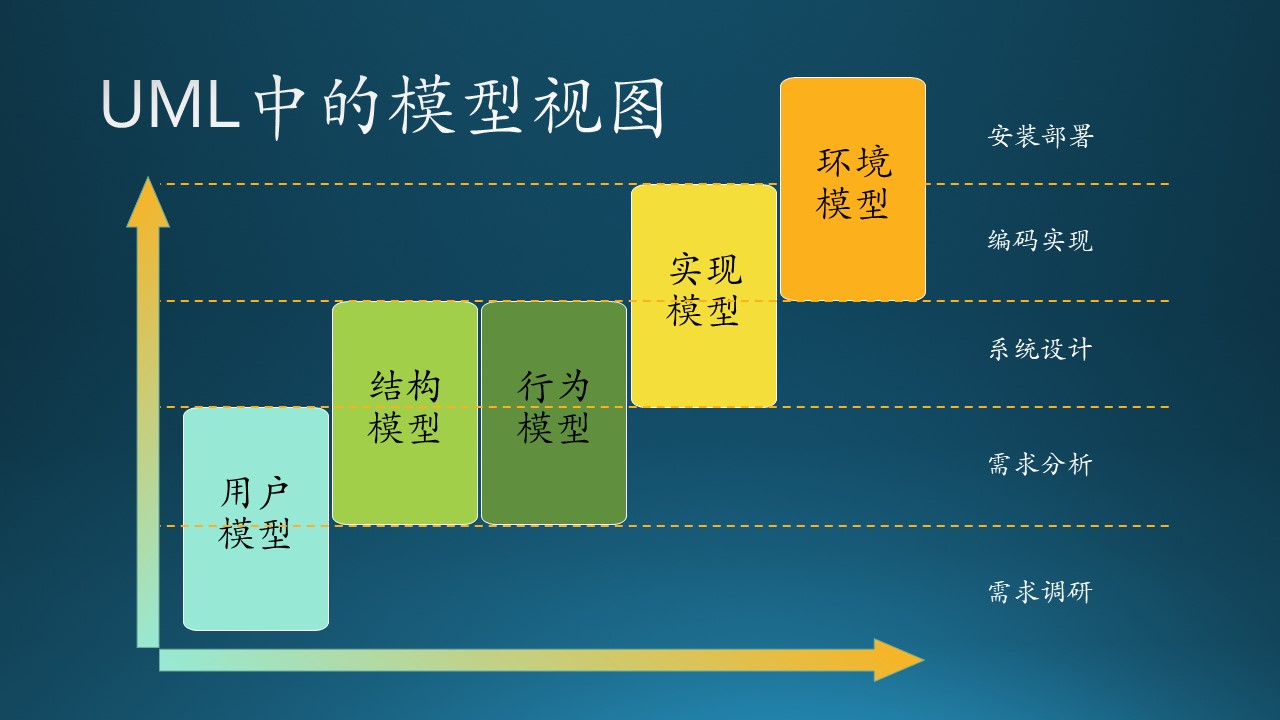 UML中的模型视图
环境
模型
安装部署
实现
模型
编码实现
结构
模型
行为
模型
系统设计
用户
模型
需求分析
需求调研